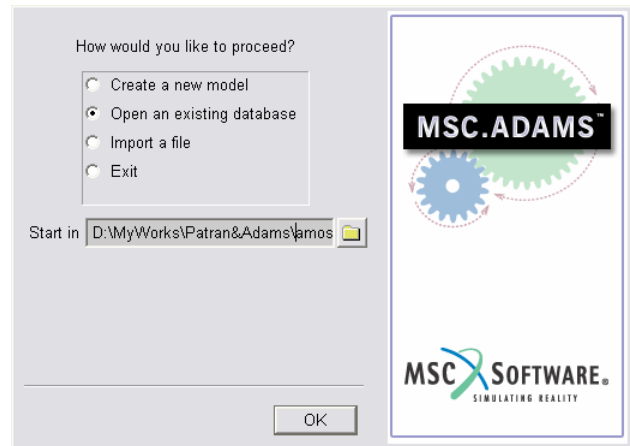 How would you like to proceed?
Create a new model
Open an existing database
Import a file
Exit
Start in D:\MyWorks\Patran&Adams\amos
OK
MSC.ADAMS™
MSC SOFTWARE®
SIMULATING REALITY